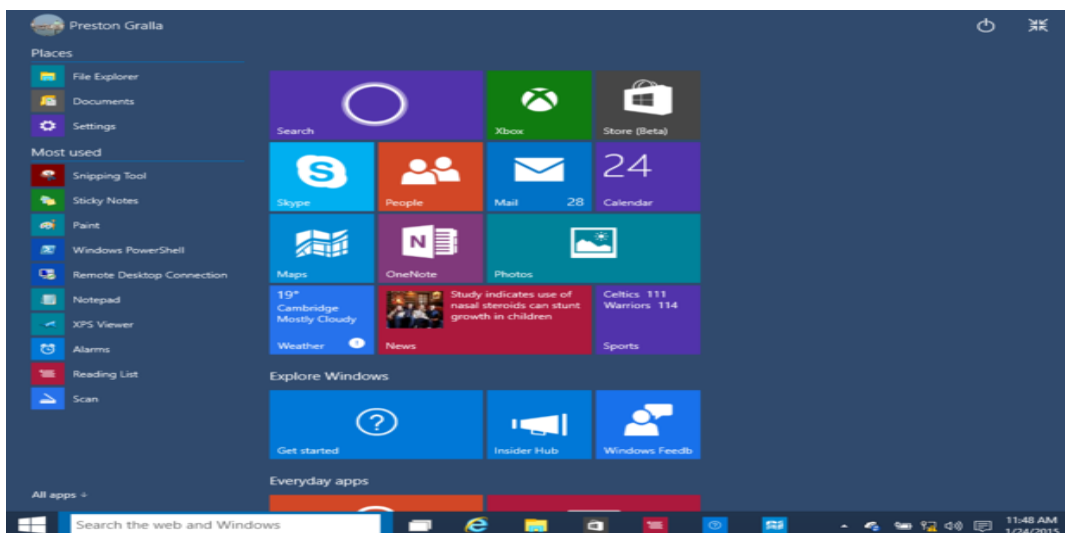 Preston Gralla
Places
File Explorer
Documents
Settings
Most used
Snipping Tool
Sticky Notes
Paint
Windows PowerShell
Remote Desktop Connection
Notepad
XPS Viewer
Alarms
Reading List
Scan
All apps
Search
Xbox
Store (Beta)
Skype
People
Mail 28
24
Calendar
Maps
OneNote
Photos
19°
Cambridge
Mostly Cloudy
Weather
Study indicates use of
nasal steroids can stunt
growth in children
News
Celtics 111
Warriors 114
Sports
Explore Windows
Get started
Insider Hub
Windows Feedb
Everyday apps
Search the web and Windows
11:48 AM
1/24/2015